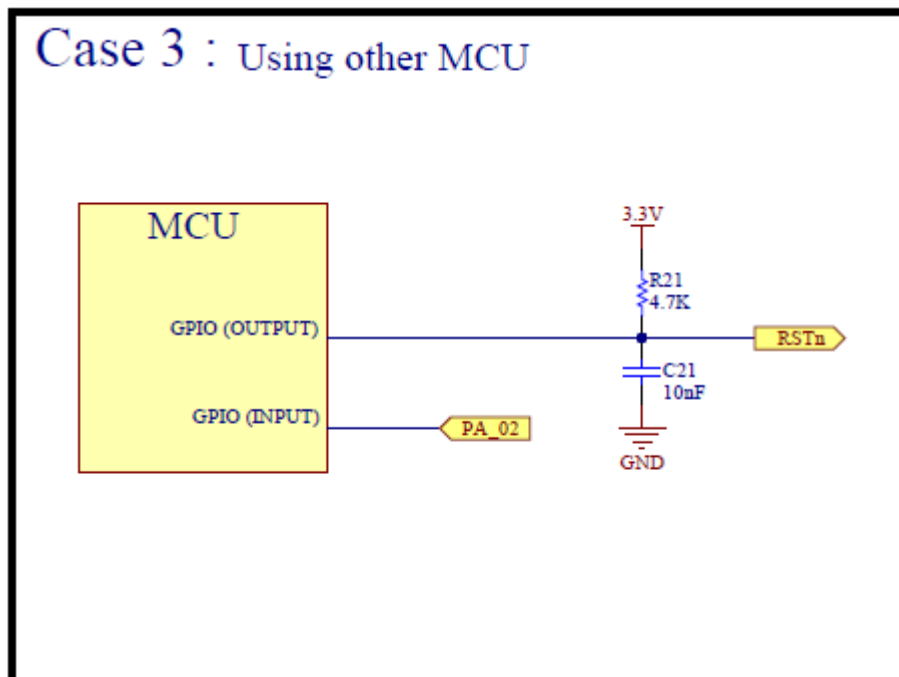 Case 3 : Using other MCU
MCU
3.3V
R21
4.7K
GPIO (OUTPUT)
RSTn
C21
10nF
GPIO (INPUT)
PA_02
GND